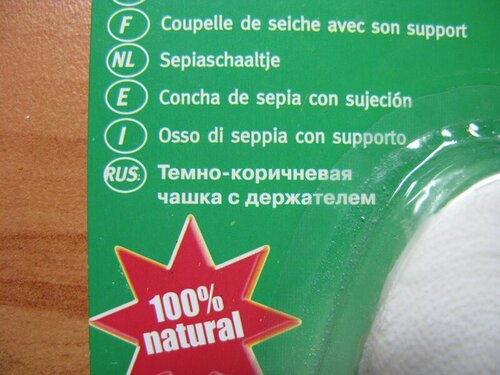 F Coupelle de seiche avec son support
NL Sepiaschaaltje
E Concha de sepia con sujeción
I Osso di seppia con supporto
RUS Темно-коричневая
чашка с держателем
100%
natural